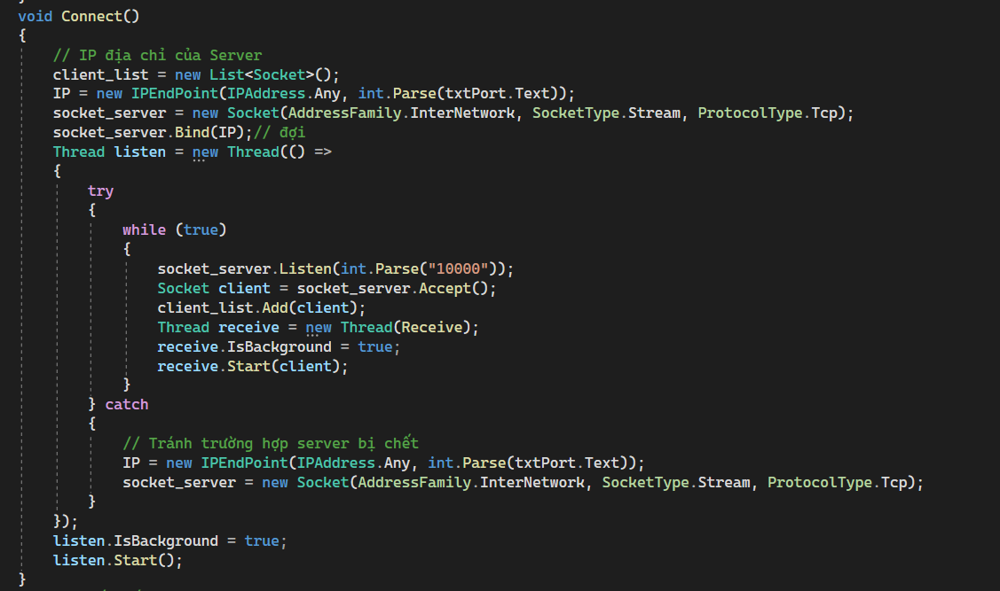 void Connect()
{
// IP địa chỉ của Server
client_list = new List<Socket>();
IP = new IPEndPoint(IPAddress.Any, int.Parse(txtPort.Text));
socket_server = new Socket(AddressFamily.InterNetwork, SocketType.Stream, ProtocolType.Tcp);
socket_server.Bind(IP);// đợi
Thread listen = new Thread(() =>
{
try
{
while (true)
{
socket_server.Listen(int.Parse("10000"));
Socket client = socket_server.Accept();
client_list.Add(client);
Thread receive = new Thread(Receive);
receive.IsBackground = true;
receive.Start(client);
}
} catch
{
// Tránh trường hợp server bị chết
IP = new IPEndPoint(IPAddress.Any, int.Parse(txtPort.Text));
socket_server = new Socket(AddressFamily.InterNetwork, SocketType.Stream, ProtocolType.Tcp);
}
});
listen.IsBackground = true;
listen.Start();
}